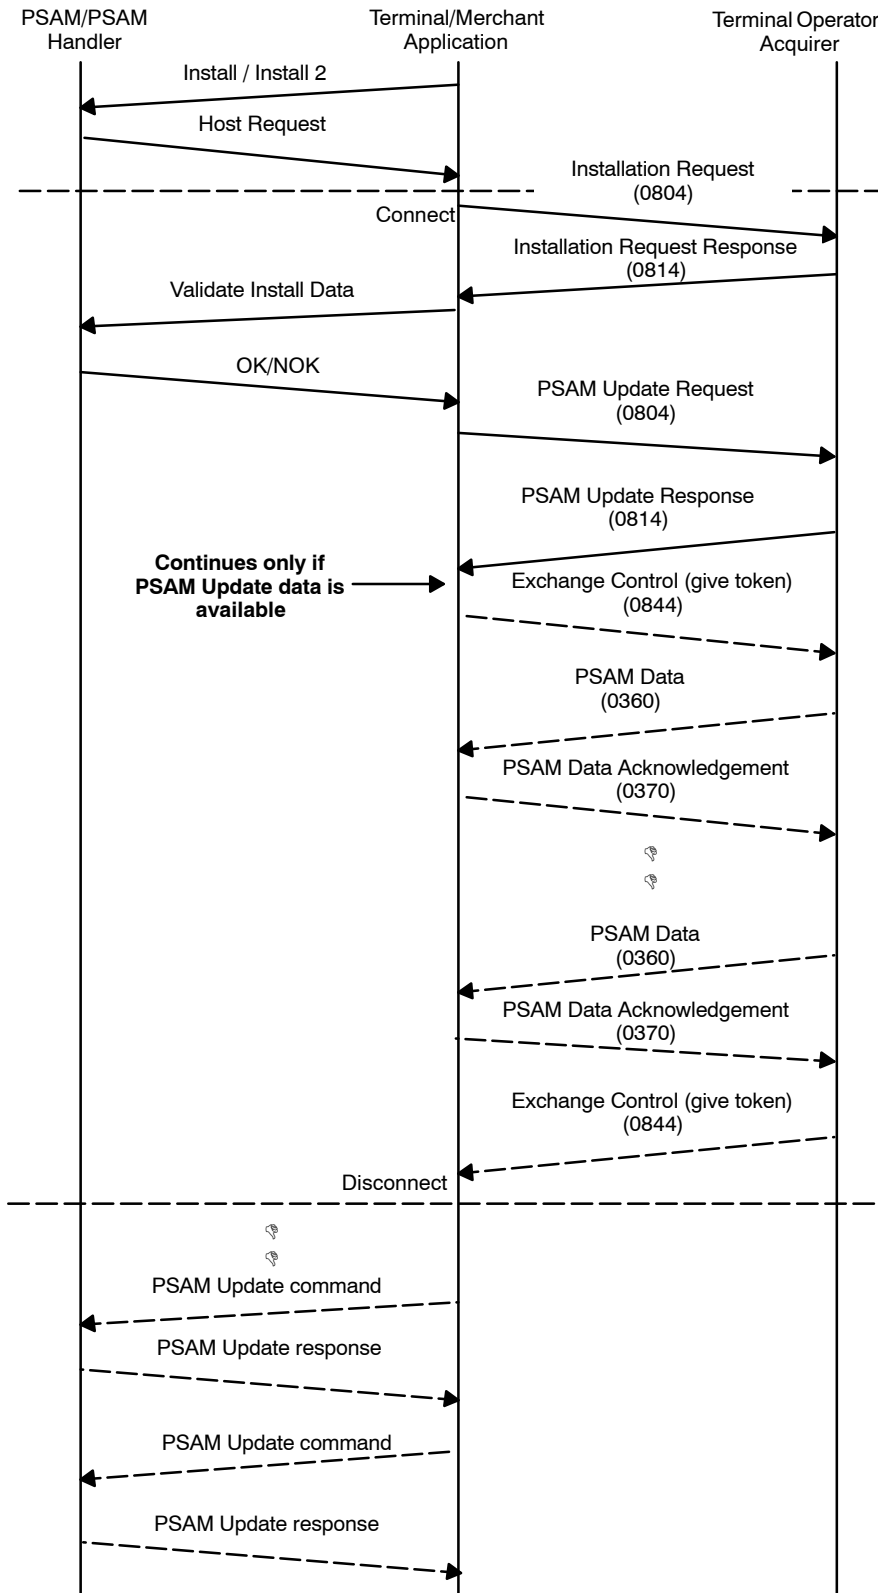 PSAM/PSAM
Handler
Terminal/Merchant
Application
Terminal Operator
Acquirer
Install / Install 2
Host Request
Installation Request
(0804)
Connect
Installation Request Response
(0814)
Validate Install Data
OK/NOK
PSAM Update Request
(0804)
PSAM Update Response
(0814)
Continues only if
PSAM Update data is
available
Exchange Control (give token)
(0844)
PSAM Data
(0360)
PSAM Data Acknowledgement
(0370)
PSAM Data
(0360)
PSAM Data Acknowledgement
(0370)
Exchange Control (give token)
(0844)
Disconnect
PSAM Update command
PSAM Update response
PSAM Update command
PSAM Update response